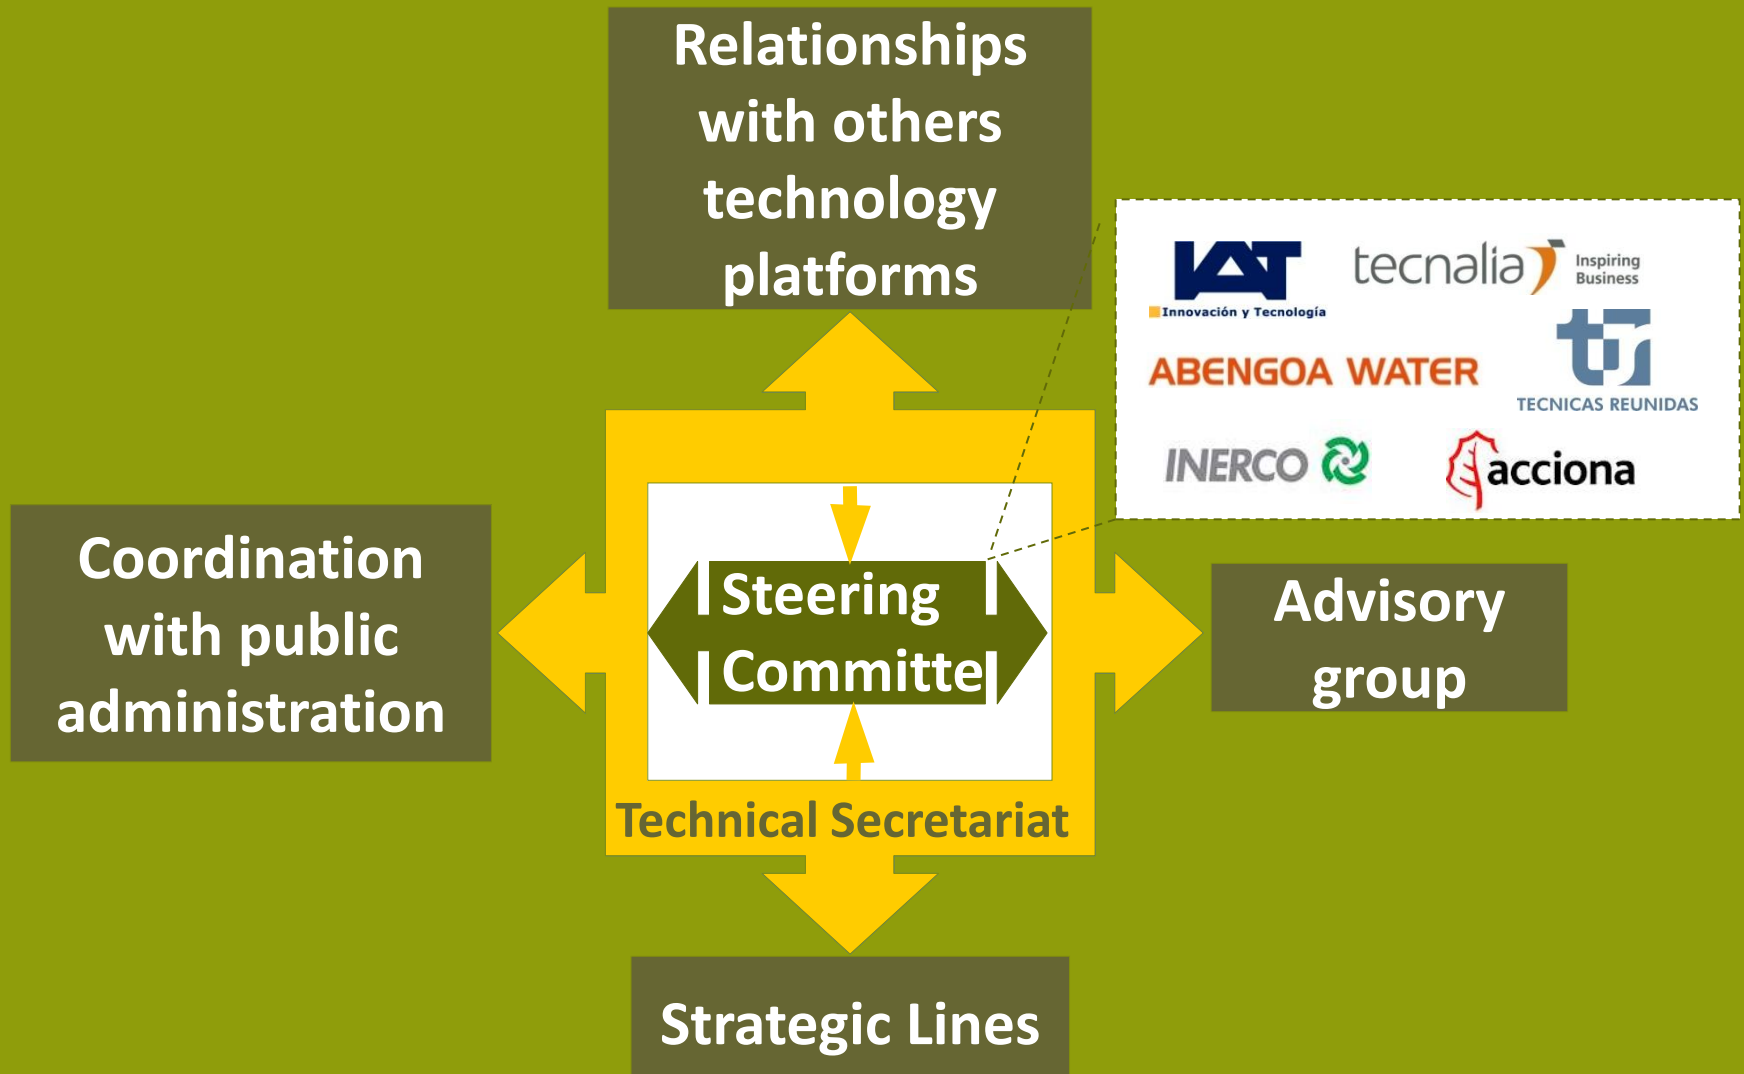 Relationships
with others
technology
platforms
IAT
Innovación y Tecnología
tecnalia Inspiring
Business
ABENGOA WATER
tr
TECNICAS REUNIDAS
INERCO
acciona
Coordination
with public
administration
Steering
Committe
Advisory
group
Technical Secretariat
Strategic Lines